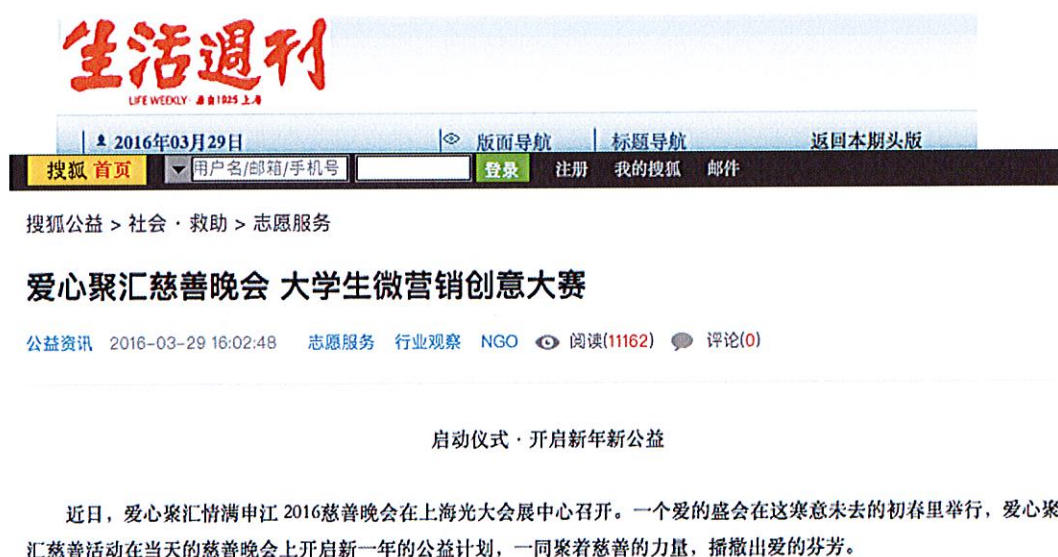 生活週刊
LIFE WEEKLY· 源自1925上海
2016年03月29日 版面导航 标题导航 返回本期头版
搜狐 首页 用户名/邮箱/手机号 登录 注册 我的搜狐 邮件
搜狐公益 > 社会 · 救助 > 志愿服务
爱心聚汇慈善晚会 大学生微营销创意大赛
公益资讯 2016-03-29 16:02:48 志愿服务 行业观察 NGO 阅读(11162) 评论(0)
启动仪式 · 开启新年新公益
近日，爱心聚汇情满申江 2016慈善晚会在上海光大会展中心召开。一个爱的盛会在这寒意未去的初春里举行，爱心聚
汇慈善活动在当天的慈善晚会上开启新一年的公益计划，一同聚着慈善的力量，播撒出爱的芬芳。